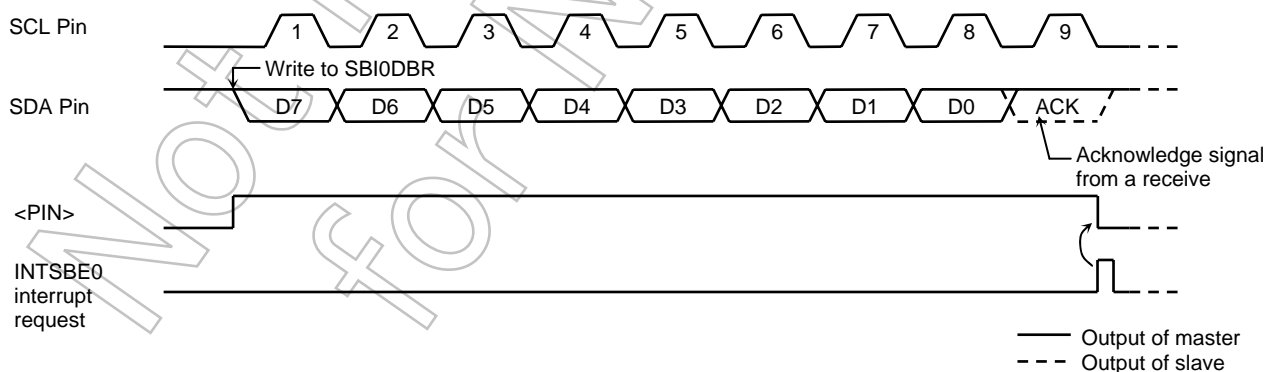 SCL Pin
1 2 3 4 5 6 7 8 9
Write to SBI0DBR
SDA Pin
D7 D6 D5 D4 D3 D2 D1 D0 ACK
Acknowledge signal
from a receive
<PIN>
INTSBE0
interrupt
request
Output of master
Output of slave
Not
for